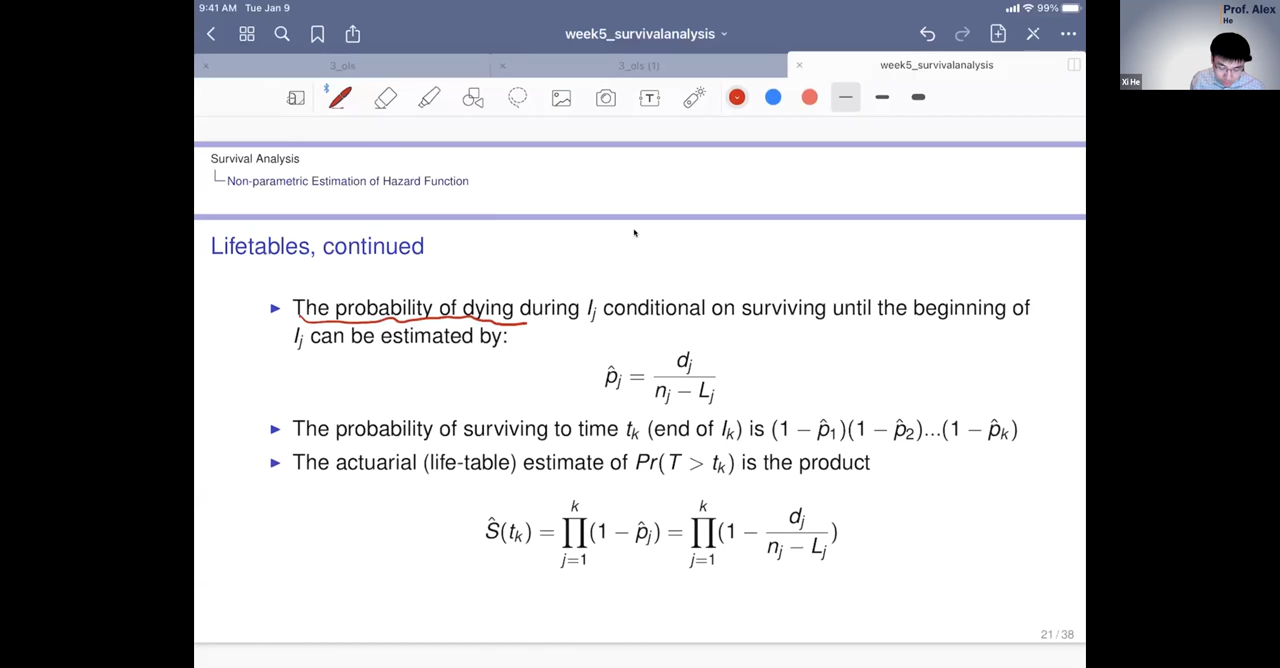 9:41 AM Tue Jan 9
99%
week5_survivalanalysis
3_ols
3_ols (1)
week5_survivalanalysis
T
Prof. Alex
He
Xi He
Survival Analysis
Non-parametric Estimation of Hazard Function
Lifetables, continued
► The probability of dying during I_j conditional on surviving until the beginning of
I_j can be estimated by:
p̂_j = d_j / (n_j − L_j)
► The probability of surviving to time t_k (end of I_k) is (1 − p̂_1)(1 − p̂_2)...(1 − p̂_k)
► The actuarial (life-table) estimate of Pr(T > t_k) is the product
Ŝ(t_k) = ∏_{j=1}^{k} (1 − p̂_j) = ∏_{j=1}^{k} (1 − d_j / (n_j − L_j))
21 / 38